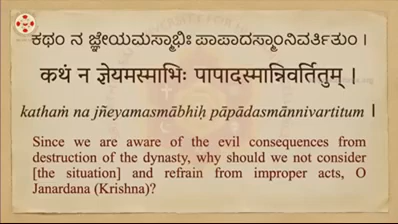 ಕಥಂ ನ ಜ್ಞೇಯಮಸ್ಮಾಭಿಃ ಪಾಪಾದಸ್ಮಾಂನಿವರ್ತಿತುಂ ।
कथं न ज्ञेयमस्माभिः पापादस्मान्निवर्तितुम् ।
kathaṁ na jñeyamasmābhiḥ pāpādasmānnivartitum ।
Since we are aware of the evil consequences from
destruction of the dynasty, why should we not consider
[the situation] and refrain from improper acts, O
Janardana (Krishna)?